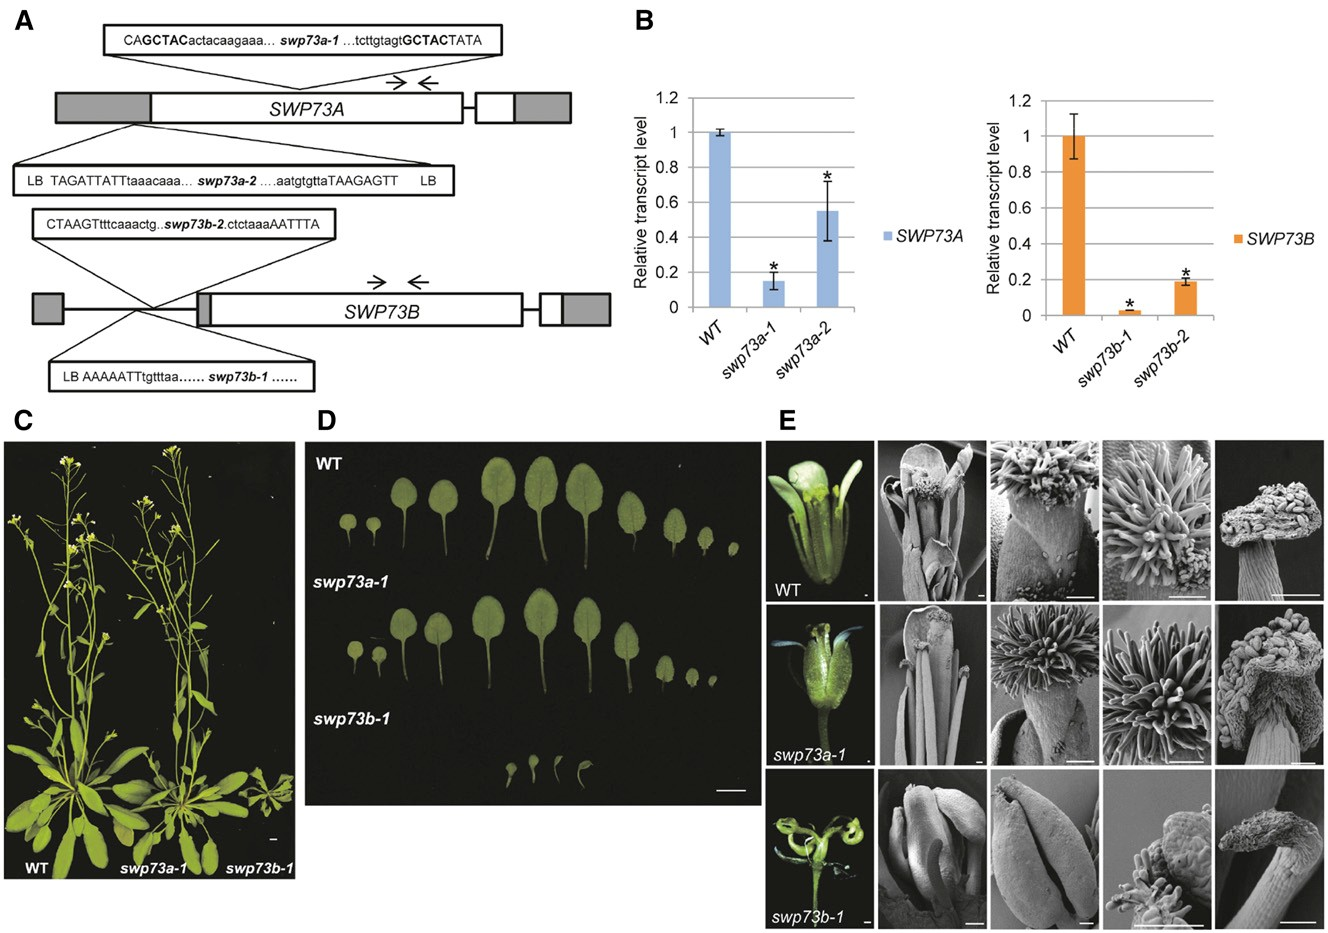 A
CAGCTACactacaagaaa... swp73a-1 ...tcttgtagtGCTACTATA
SWP73A
LB TAGATTATTtaaacaaa... swp73a-2 ....aatgtgttaTAAGAGTT LB
CTAAGTtttcaaactg..swp73b-2.ctctaaaAATTTA
SWP73B
LB AAAAATTtgtttaa...... swp73b-1 ......
B
Relative transcript level
1.2
1
0.8
0.6
0.4
0.2
0
*
*
WT
swp73a-1
swp73a-2
SWP73A
Relative transcript level
1.2
1
0.8
0.6
0.4
0.2
0
*
*
WT
swp73b-1
swp73b-2
SWP73B
C
WT
swp73a-1
swp73b-1
D
WT
swp73a-1
swp73b-1
E
WT
swp73a-1
swp73b-1